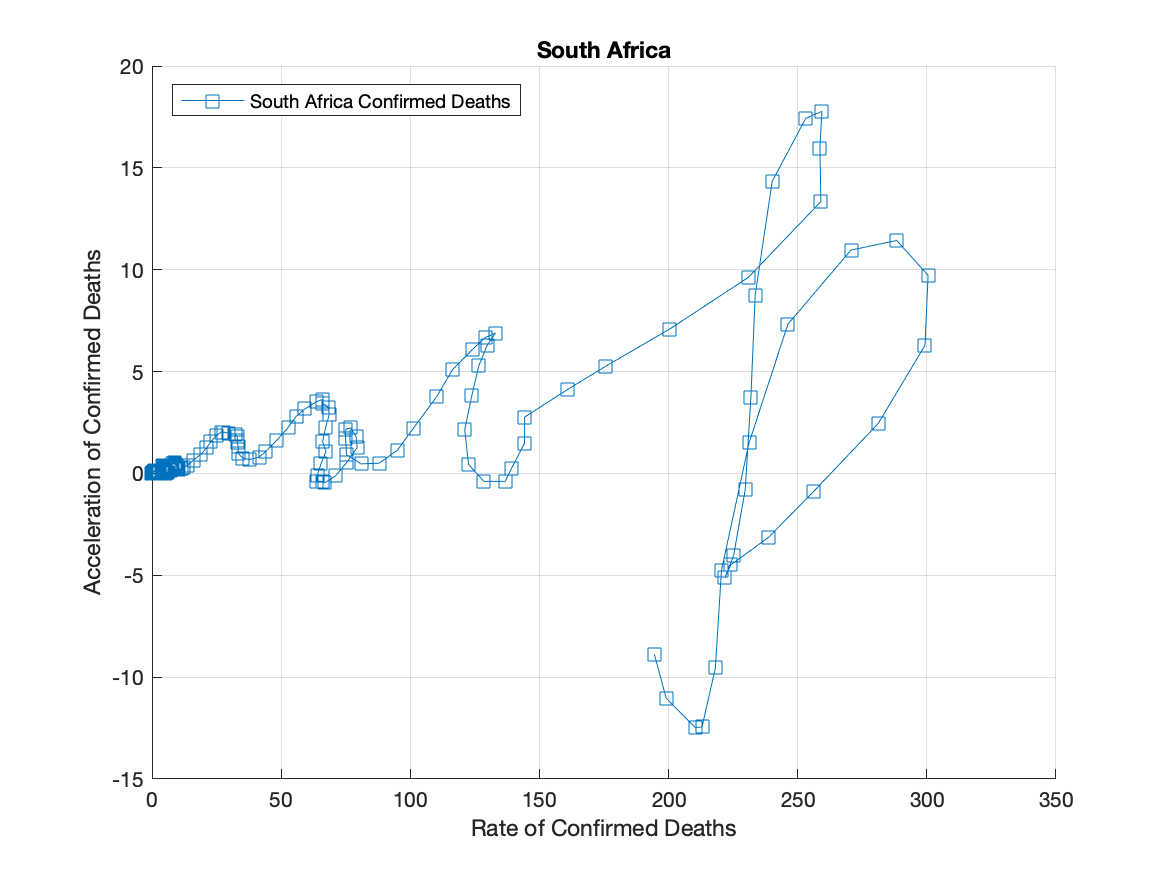 South Africa
South Africa Confirmed Deaths
20
15
10
5
0
-5
-10
-15
Acceleration of Confirmed Deaths
0 50 100 150 200 250 300 350
Rate of Confirmed Deaths